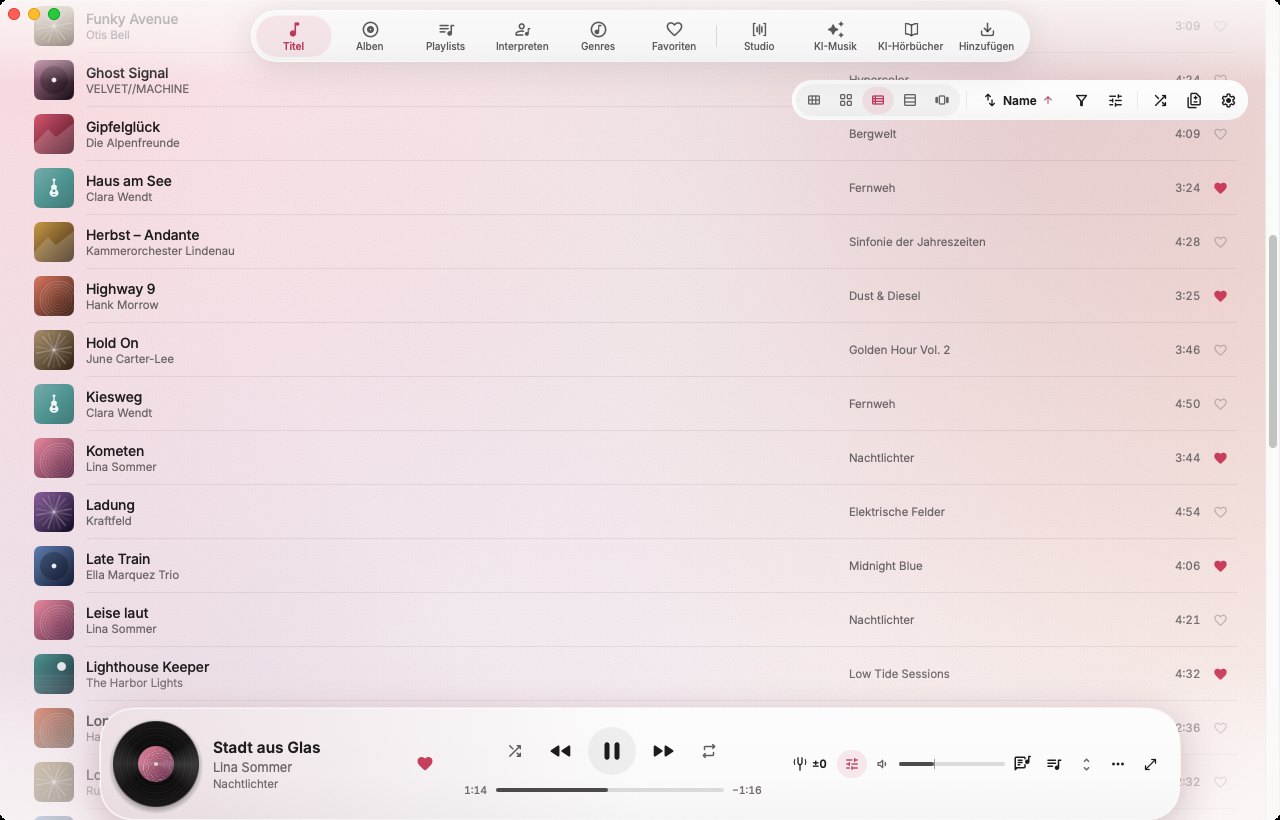 Funky Avenue
Otis Bell
3:09
Titel
Alben
Playlists
Interpreten
Genres
Favoriten
Studio
KI-Musik
KI-Hörbücher
Hinzufügen
Ghost Signal
VELVET//MACHINE
Hypercolor
4:24
Name
Gipfelglück
Die Alpenfreunde
Bergwelt
4:09
Haus am See
Clara Wendt
Fernweh
3:24
Herbst – Andante
Kammerorchester Lindenau
Sinfonie der Jahreszeiten
4:28
Highway 9
Hank Morrow
Dust & Diesel
3:25
Hold On
June Carter-Lee
Golden Hour Vol. 2
3:46
Kiesweg
Clara Wendt
Fernweh
4:50
Kometen
Lina Sommer
Nachtlichter
3:44
Ladung
Kraftfeld
Elektrische Felder
4:54
Late Train
Ella Marquez Trio
Midnight Blue
4:06
Leise laut
Lina Sommer
Nachtlichter
4:21
Lighthouse Keeper
The Harbor Lights
Low Tide Sessions
4:32
2:36
Stadt aus Glas
Lina Sommer
Nachtlichter
1:14
−1:16
±0
:32